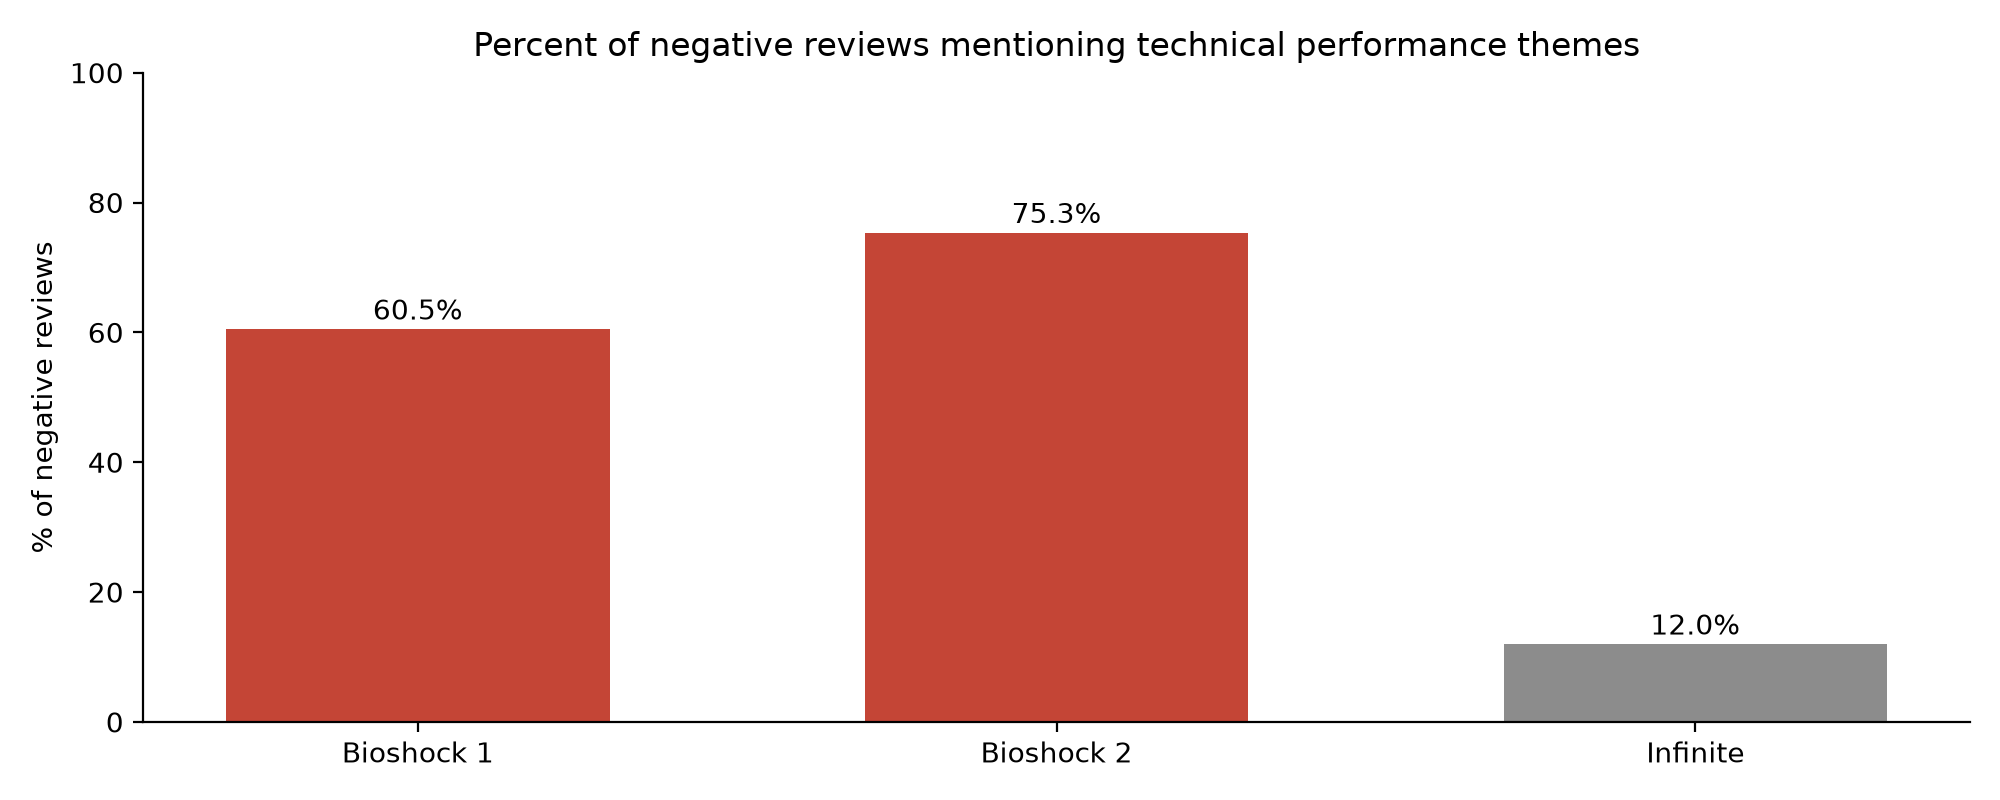 Percent of negative reviews mentioning technical performance themes
% of negative reviews
100
80
60
40
20
0
60.5%
75.3%
12.0%
Bioshock 1
Bioshock 2
Infinite